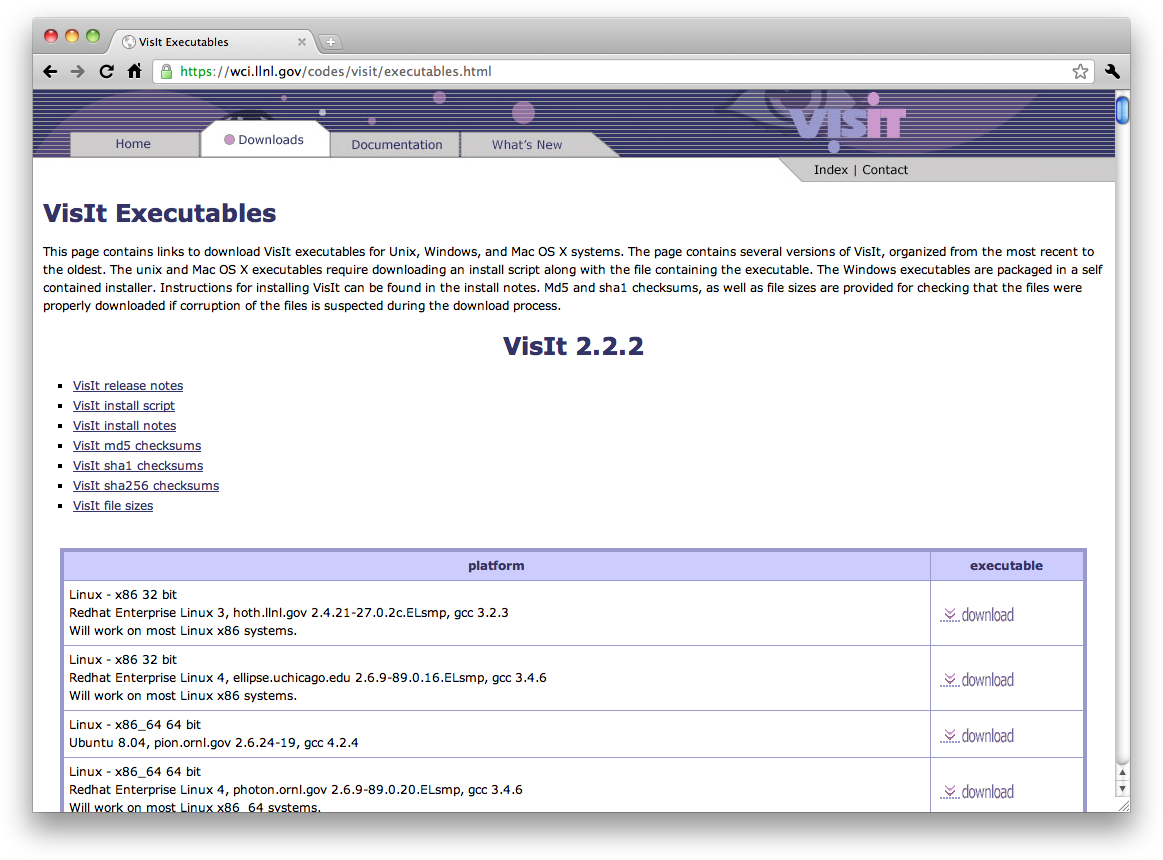 VisIt Executables
https://wci.llnl.gov/codes/visit/executables.html
Home
Downloads
Documentation
What's New
VISIT
Index | Contact
VisIt Executables
This page contains links to download VisIt executables for Unix, Windows, and Mac OS X systems. The page contains several versions of VisIt, organized from the most recent to
the oldest. The unix and Mac OS X executables require downloading an install script along with the file containing the executable. The Windows executables are packaged in a self
contained installer. Instructions for installing VisIt can be found in the install notes. Md5 and sha1 checksums, as well as file sizes are provided for checking that the files were
properly downloaded if corruption of the files is suspected during the download process.
VisIt 2.2.2
VisIt release notes
VisIt install script
VisIt install notes
VisIt md5 checksums
VisIt sha1 checksums
VisIt sha256 checksums
VisIt file sizes
platform
executable
Linux - x86 32 bit
Redhat Enterprise Linux 3, hoth.llnl.gov 2.4.21-27.0.2c.ELsmp, gcc 3.2.3
Will work on most Linux x86 systems.
download
Linux - x86 32 bit
Redhat Enterprise Linux 4, ellipse.uchicago.edu 2.6.9-89.0.16.ELsmp, gcc 3.4.6
Will work on most Linux x86 systems.
download
Linux - x86_64 64 bit
Ubuntu 8.04, pion.ornl.gov 2.6.24-19, gcc 4.2.4
download
Linux - x86_64 64 bit
Redhat Enterprise Linux 4, photon.ornl.gov 2.6.9-89.0.20.ELsmp, gcc 3.4.6
Will work on most Linux x86_64 systems.
download